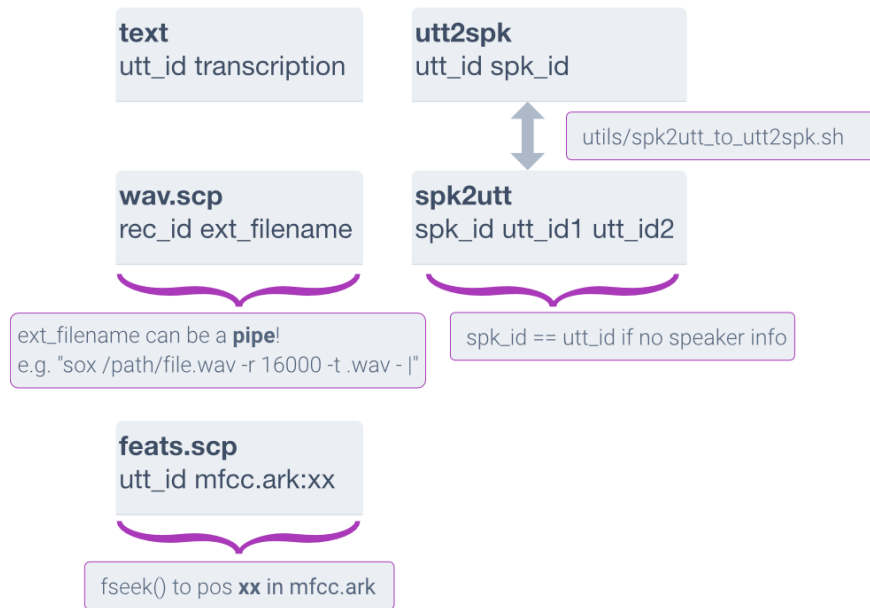 text
utt_id transcription
utt2spk
utt_id spk_id
utils/spk2utt_to_utt2spk.sh
wav.scp
rec_id ext_filename
spk2utt
spk_id utt_id1 utt_id2
ext_filename can be a pipe!
e.g. "sox /path/file.wav -r 16000 -t .wav - |"
spk_id == utt_id if no speaker info
feats.scp
utt_id mfcc.ark:xx
fseek() to pos xx in mfcc.ark